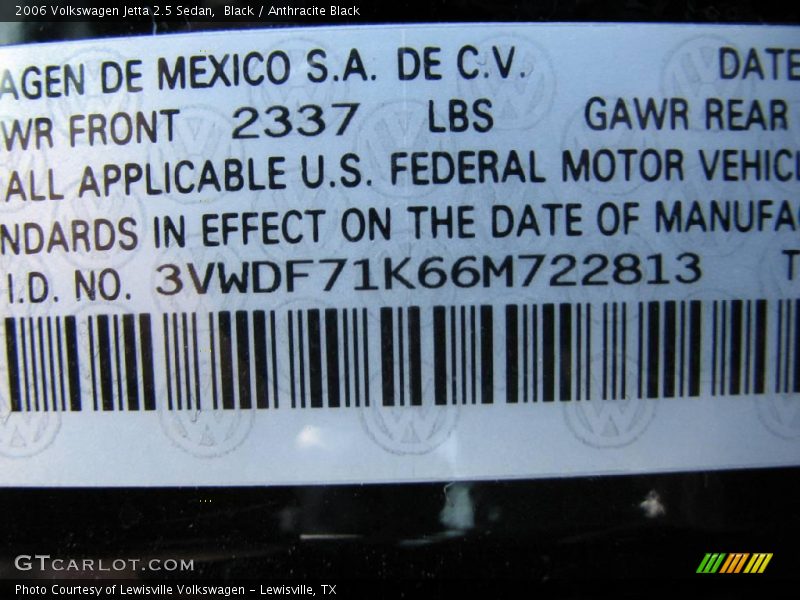 2006 Volkswagen Jetta 2.5 Sedan,  Black / Anthracite Black
AGEN DE MEXICO S.A. DE C.V. DATE
WR FRONT 2337 LBS GAWR REAR
ALL APPLICABLE U.S. FEDERAL MOTOR VEHICL
NDARDS IN EFFECT ON THE DATE OF MANUFA
I.D. NO. 3VWDF71K66M722813 T
GTCARLOT.COM
Photo Courtesy of Lewisville Volkswagen – Lewisville, TX